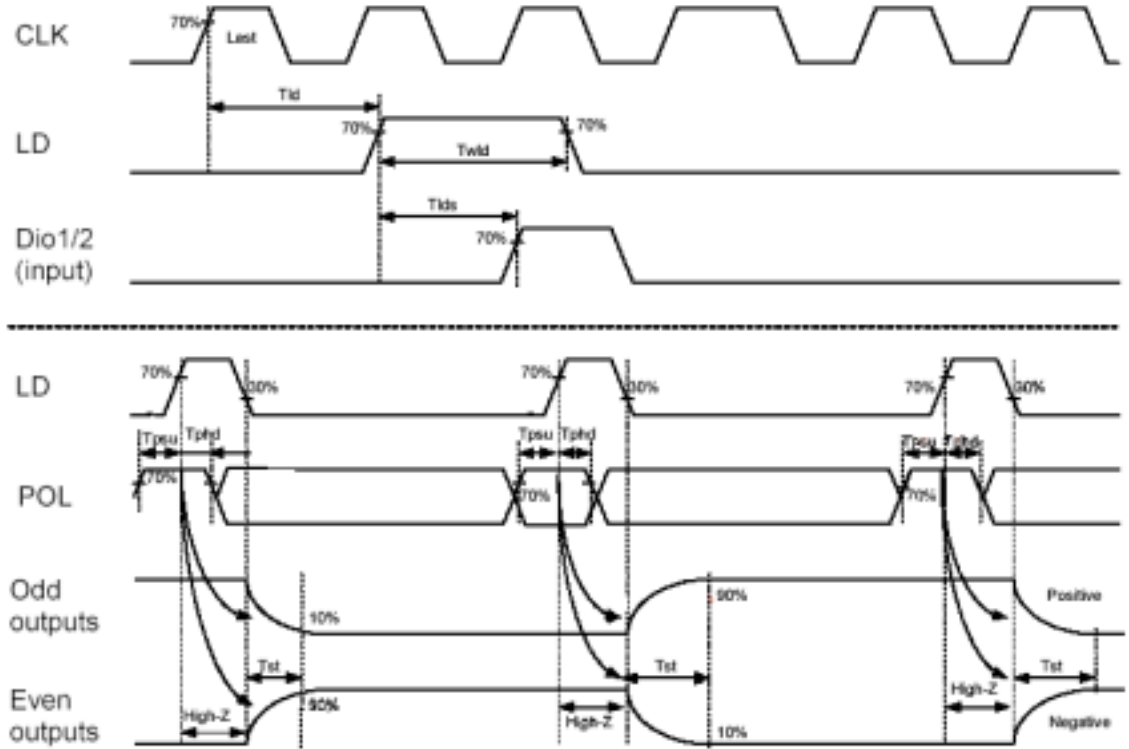 CLK
70%
Last
Tld
LD
70%
70%
Twld
Tlds
Dio1/2
(input)
70%
LD
70%
30%
70%
30%
70%
30%
Tpsu
Tphd
Tpsu
Tphd
Tpsu
Tphd
POL
70%
70%
70%
Odd
outputs
10%
90%
Positive
Tst
Tst
Tst
Even
outputs
High-Z
90%
High-Z
10%
High-Z
Negative